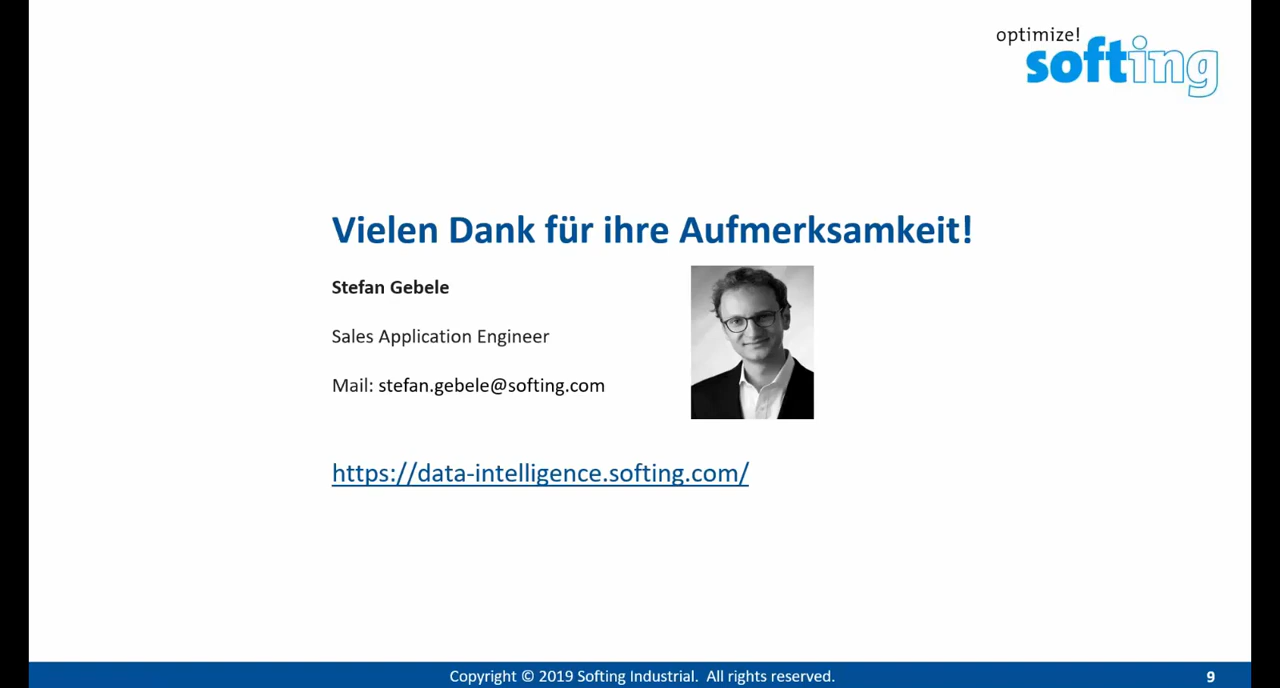 optimize!
softing
Vielen Dank für ihre Aufmerksamkeit!
Stefan Gebele
Sales Application Engineer
Mail: stefan.gebele@softing.com
https://data-intelligence.softing.com/
Copyright © 2019 Softing Industrial. All rights reserved.
9